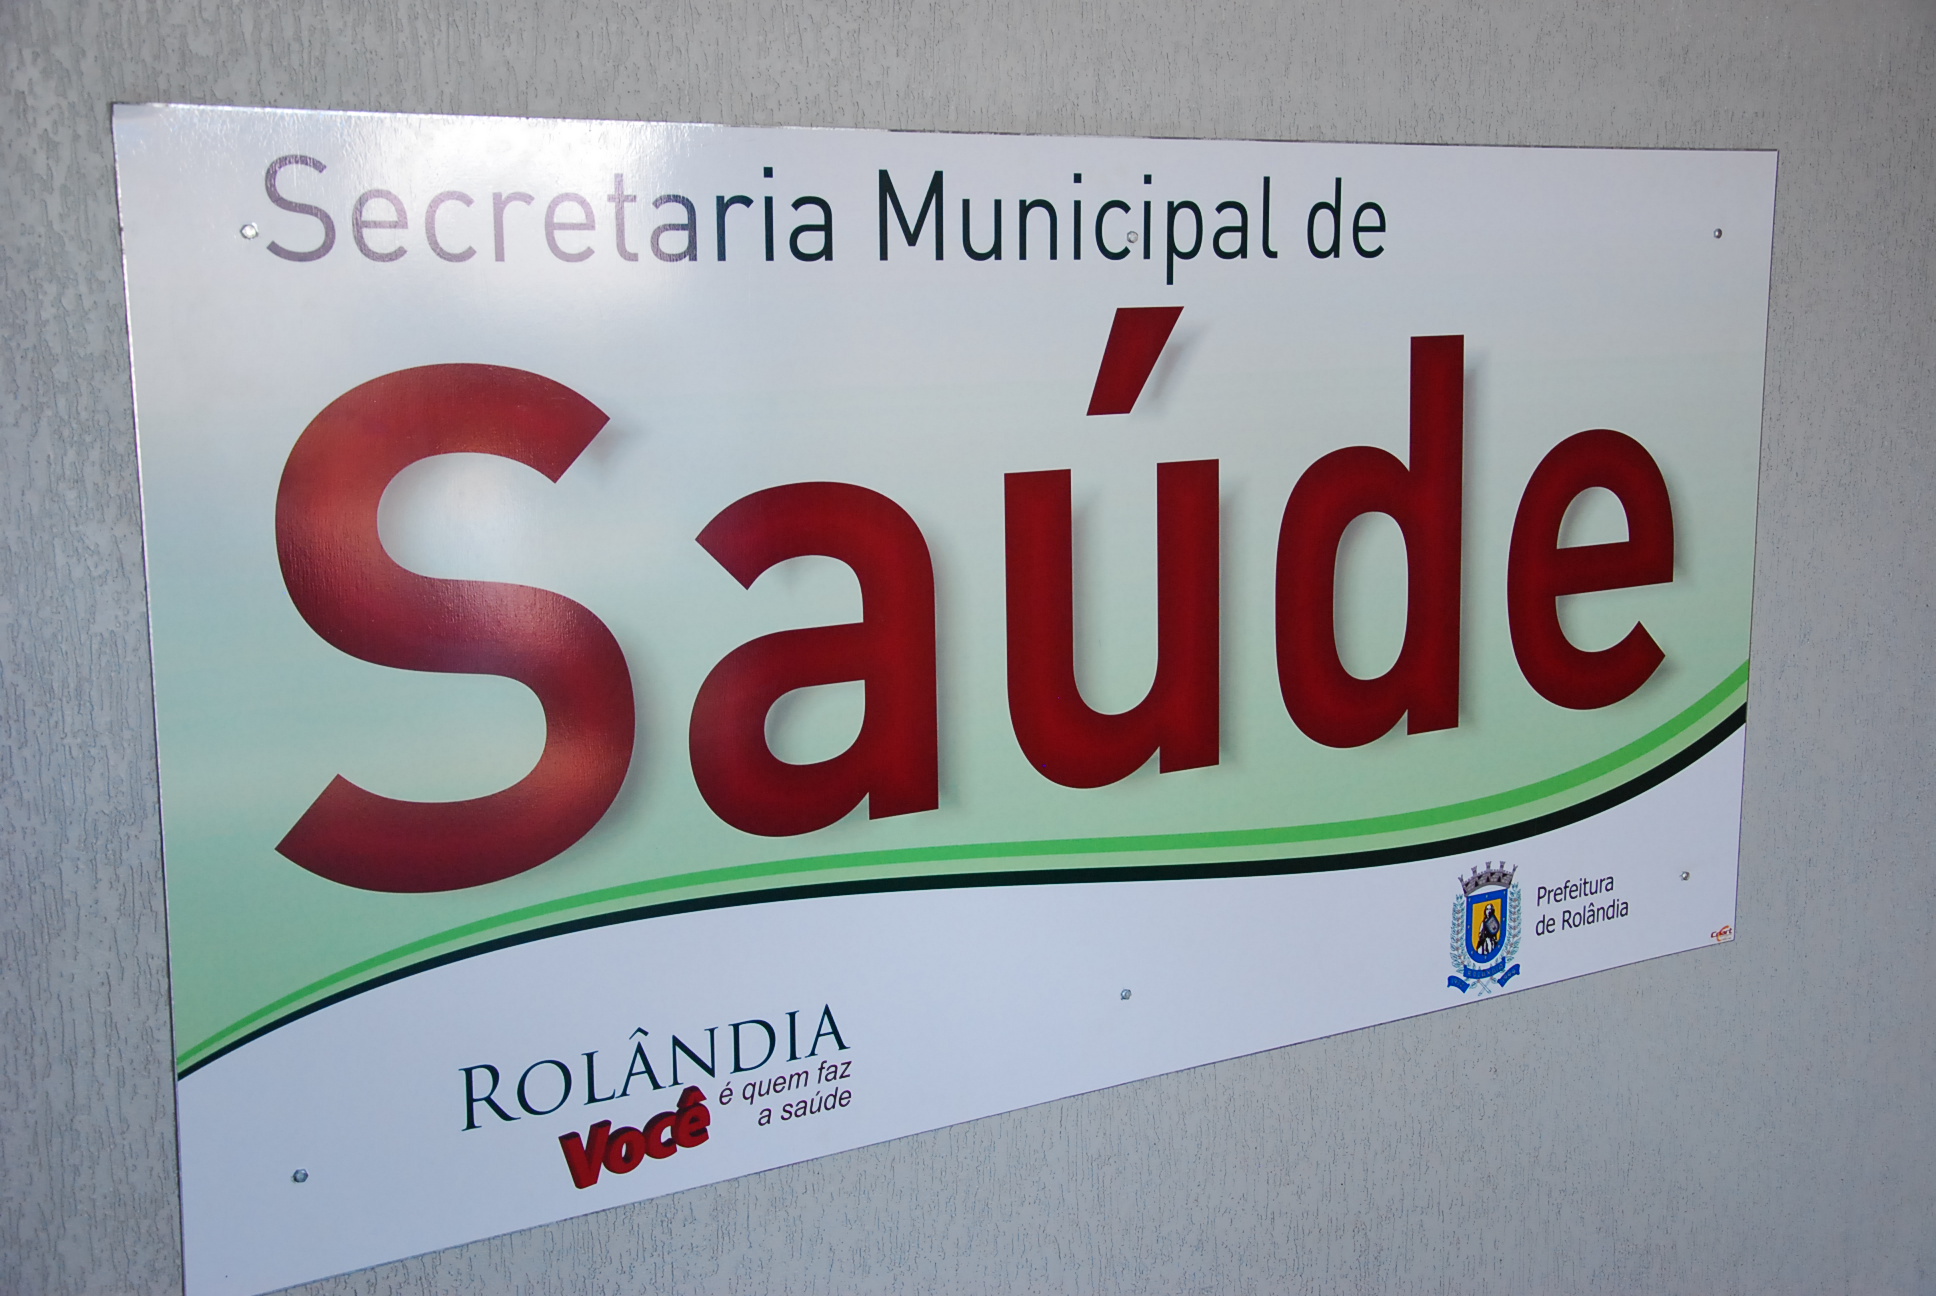 Secretaria Municipal de
Saúde
Prefeitura
de Rolândia
ROLÂNDIA
Você é quem faz
a saúde